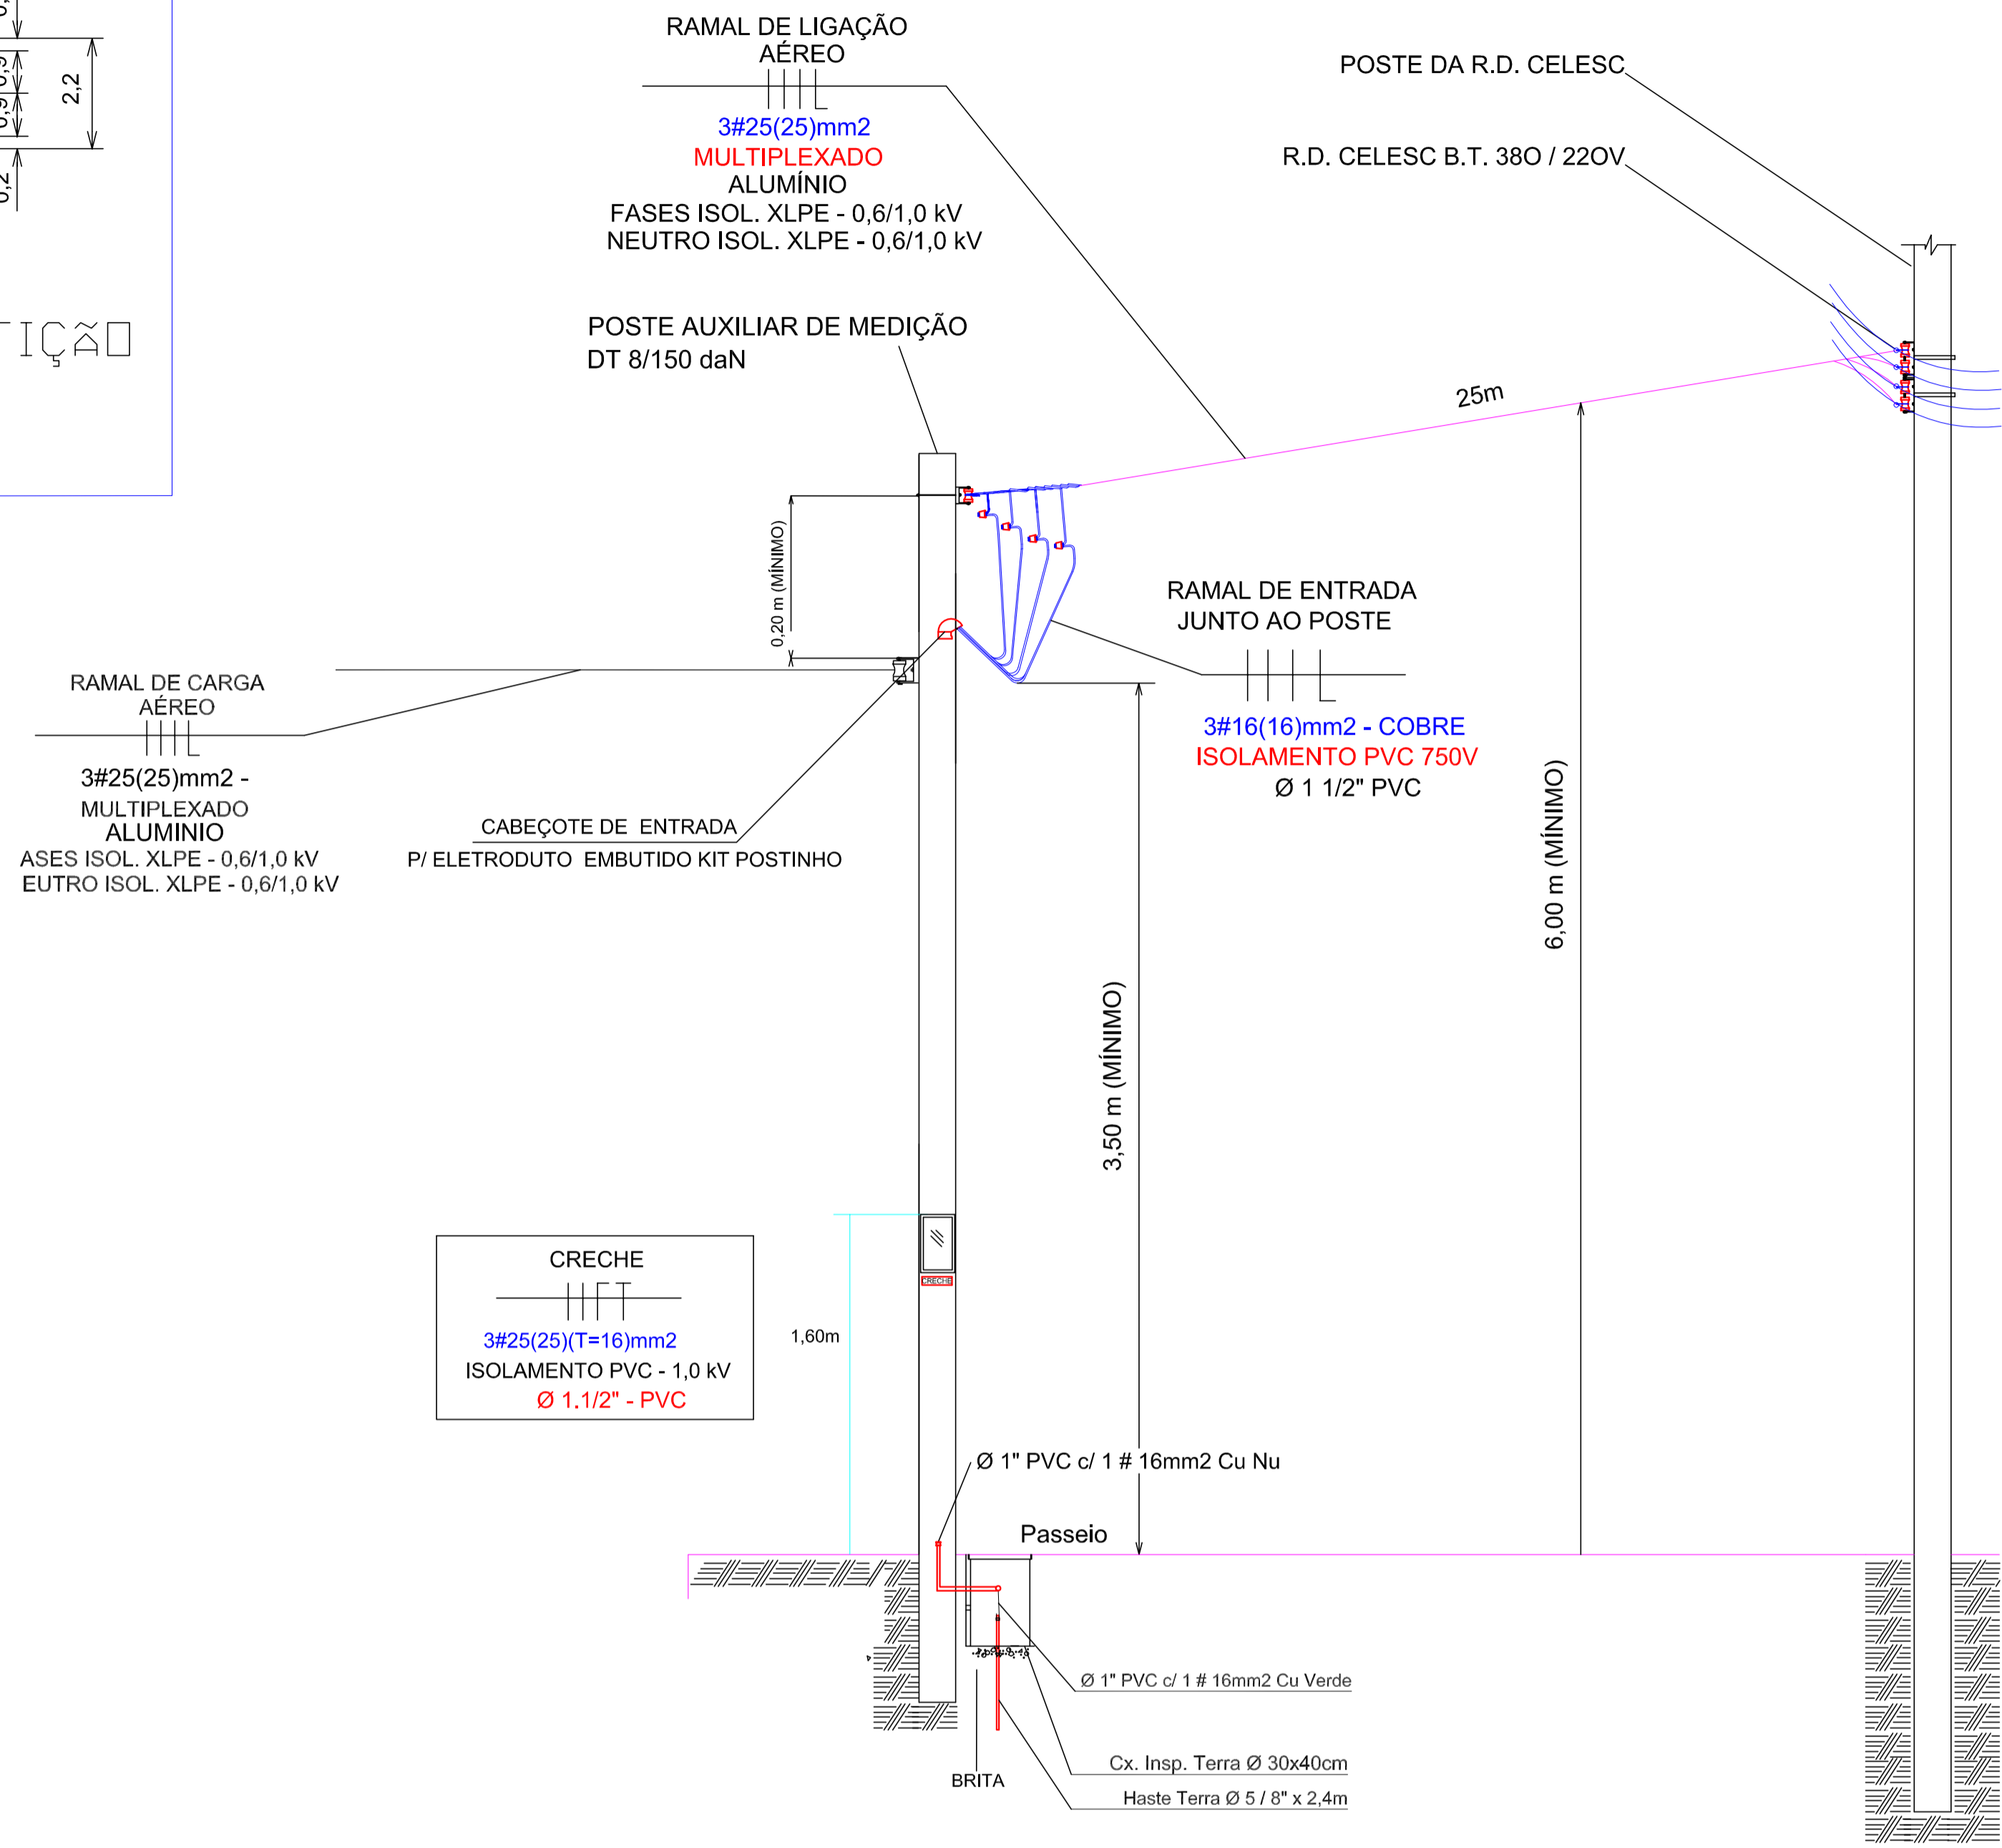 2,2
0,9
0,9
0,2
RAMAL DE LIGAÇÃO
AÉREO
3#25(25)mm2
MULTIPLEXADO
ALUMÍNIO
FASES ISOL. XLPE - 0,6/1,0 kV
NEUTRO ISOL. XLPE - 0,6/1,0 kV
POSTE DA R.D. CELESC
R.D. CELESC B.T. 38O / 22OV
IÇÃO
POSTE AUXILIAR DE MEDIÇÃO
DT 8/150 daN
25m
0,20 m (MÍNIMO)
RAMAL DE ENTRADA
JUNTO AO POSTE
3#16(16)mm2 - COBRE
ISOLAMENTO PVC 750V
Ø 1 1/2" PVC
RAMAL DE CARGA
AÉREO
3#25(25)mm2 -
MULTIPLEXADO
ALUMINIO
ASES ISOL. XLPE - 0,6/1,0 kV
EUTRO ISOL. XLPE - 0,6/1,0 kV
CABEÇOTE DE ENTRADA
P/ ELETRODUTO EMBUTIDO KIT POSTINHO
6,00 m (MÍNIMO)
3,50 m (MÍNIMO)
CRECHE
3#25(25)(T=16)mm2
ISOLAMENTO PVC - 1,0 kV
Ø 1.1/2" - PVC
CRECHE
1,60m
Ø 1" PVC c/ 1 # 16mm2 Cu Nu
Passeio
Ø 1" PVC c/ 1 # 16mm2 Cu Verde
Cx. Insp. Terra Ø 30x40cm
BRITA
Haste Terra Ø 5 / 8" x 2,4m